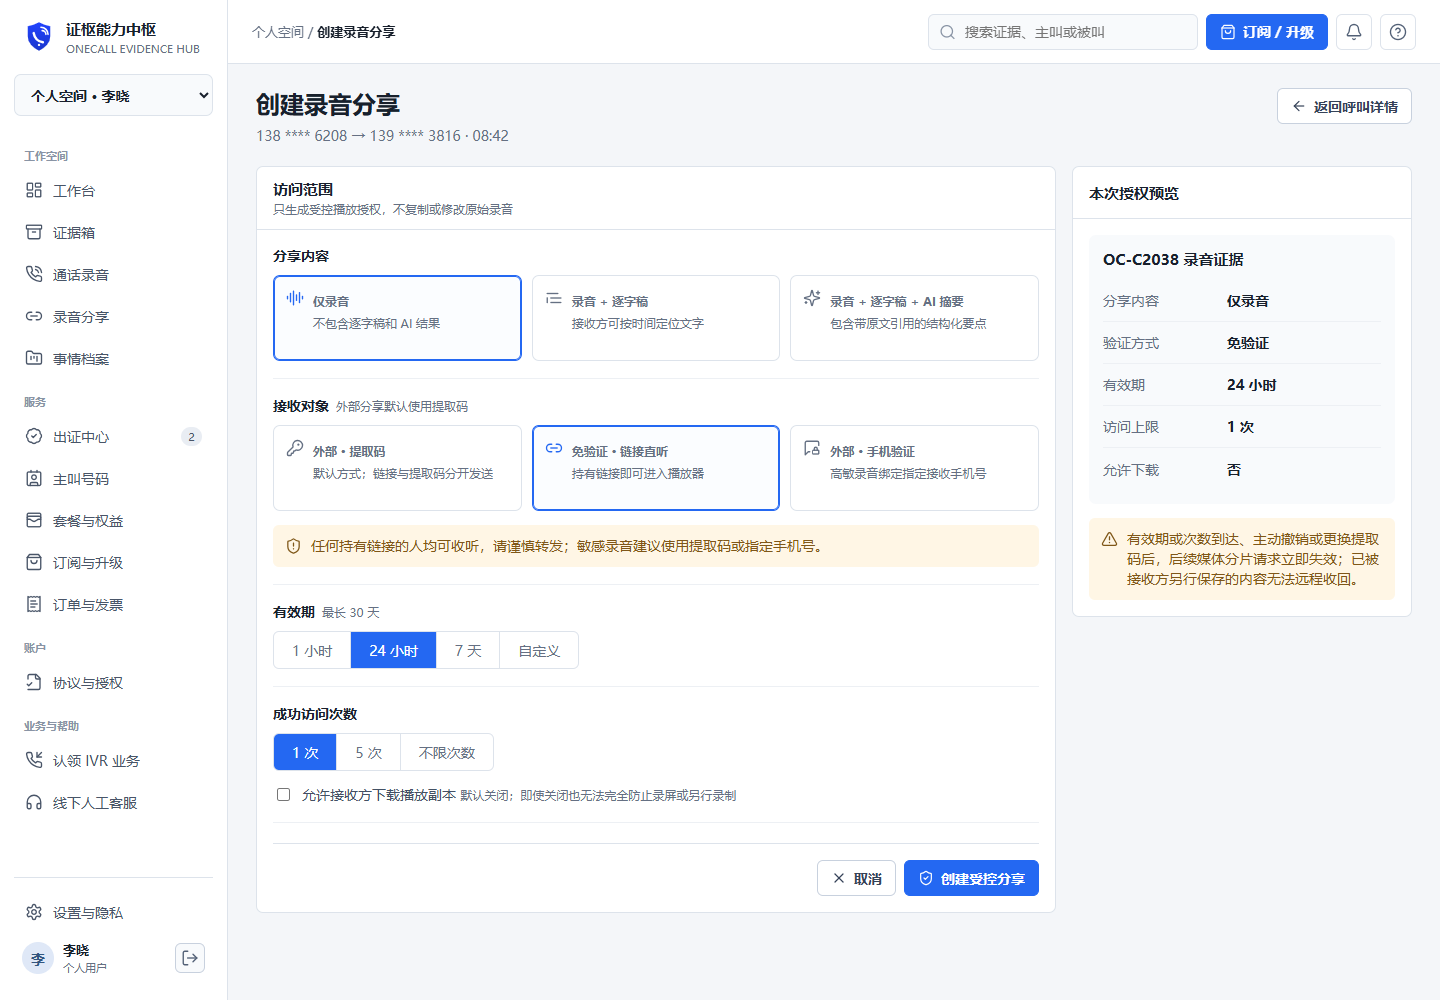 证枢能力中枢
ONECALL EVIDENCE HUB
个人空间 • 李晓
工作空间
工作台
证据箱
通话录音
录音分享
事情档案
服务
出证中心 2
主叫号码
套餐与权益
订阅与升级
订单与发票
账户
协议与授权
业务与帮助
认领 IVR 业务
线下人工客服
设置与隐私
李
李晓
个人用户
个人空间 / 创建录音分享
搜索证据、主叫或被叫
订阅 / 升级
创建录音分享
138 **** 6208 → 139 **** 3816 · 08:42
返回呼叫详情
访问范围
只生成受控播放授权，不复制或修改原始录音
分享内容
仅录音
不包含逐字稿和 AI 结果
录音 + 逐字稿
接收方可按时间定位文字
录音 + 逐字稿 + AI 摘要
包含带原文引用的结构化要点
接收对象 外部分享默认使用提取码
外部 • 提取码
默认方式；链接与提取码分开发送
免验证 • 链接直听
持有链接即可进入播放器
外部 • 手机验证
高敏录音绑定指定接收手机号
任何持有链接的人均可收听，请谨慎转发；敏感录音建议使用提取码或指定手机号。
有效期 最长 30 天
1 小时
24 小时
7 天
自定义
成功访问次数
1 次
5 次
不限次数
允许接收方下载播放副本 默认关闭；即使关闭也无法完全防止录屏或另行录制
取消
创建受控分享
本次授权预览
OC-C2038 录音证据
分享内容 仅录音
验证方式 免验证
有效期 24 小时
访问上限 1 次
允许下载 否
有效期或次数到达、主动撤销或更换提取
码后，后续媒体分片请求立即失效；已被
接收方另行保存的内容无法远程收回。